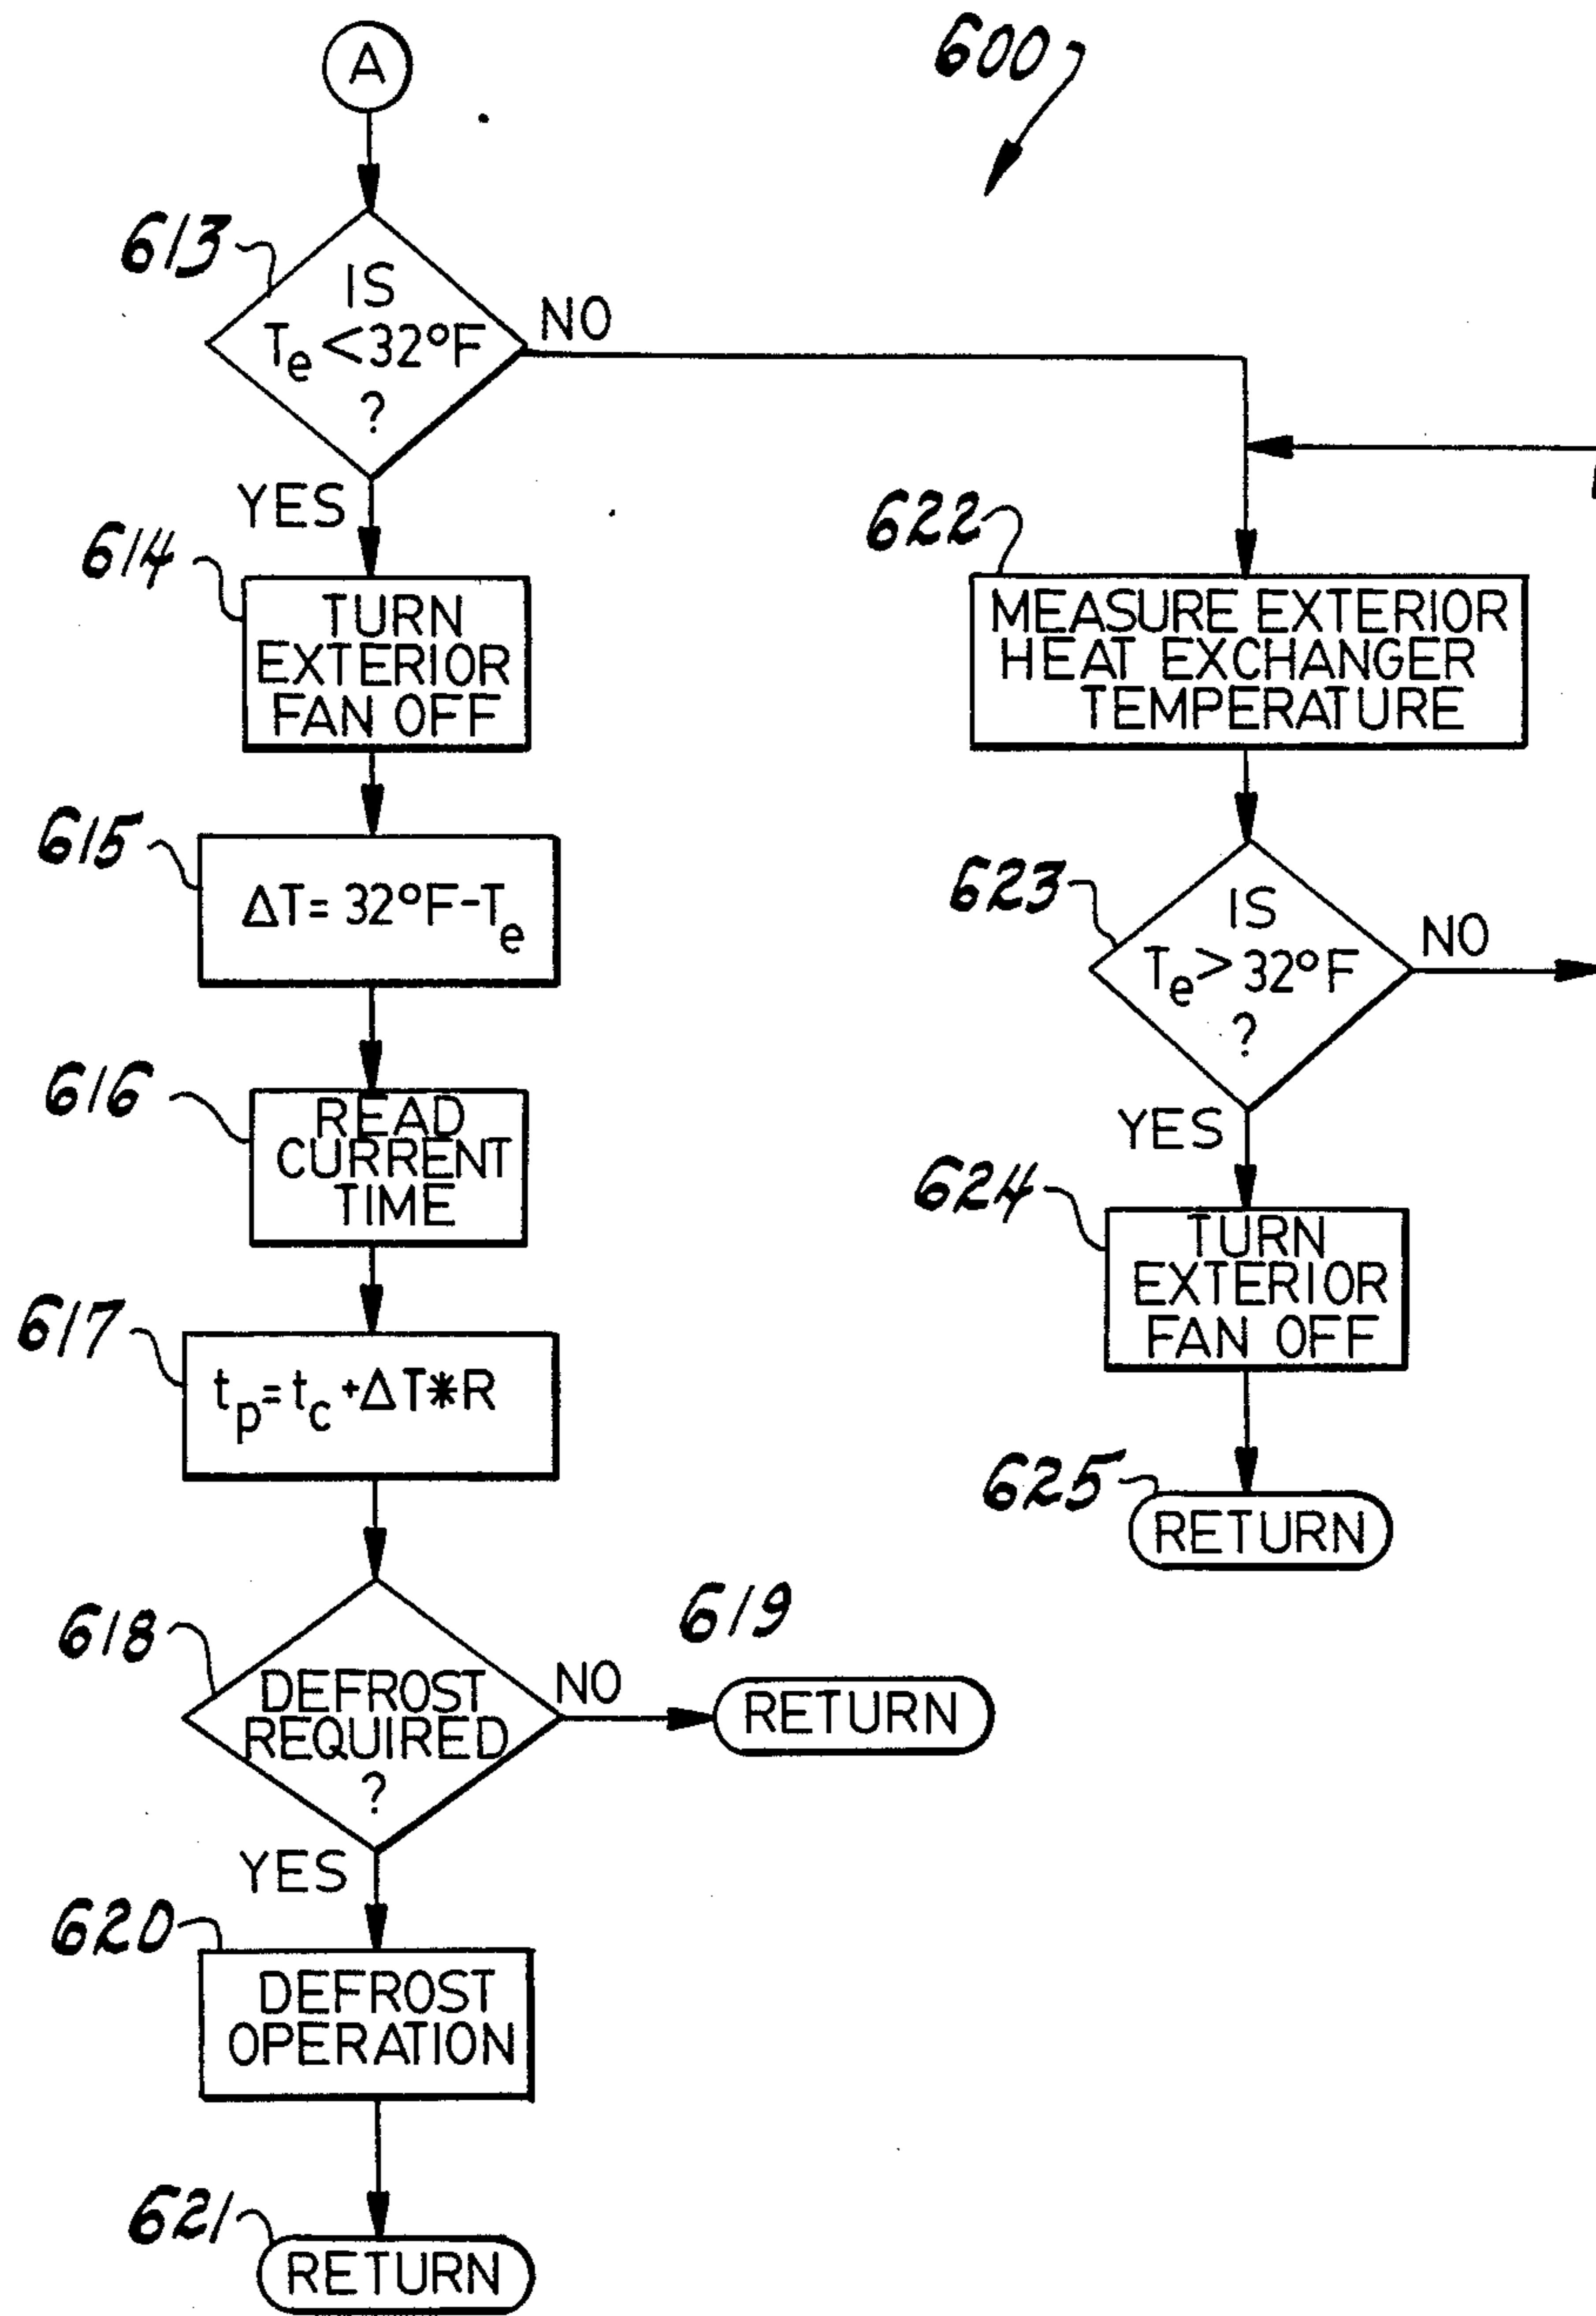 A
600
613
IS
Te <32°F
?
NO
YES
614
TURN
EXTERIOR
FAN OFF
615
ΔT= 32°F-Te
616
READ
CURRENT
TIME
617
tp=tc+ΔT*R
618
DEFROST
REQUIRED
?
NO
619
RETURN
YES
620
DEFROST
OPERATION
621
RETURN
622
MEASURE EXTERIOR
HEAT EXCHANGER
TEMPERATURE
623
IS
Te> 32°F
?
NO
YES
624
TURN
EXTERIOR
FAN OFF
625
RETURN